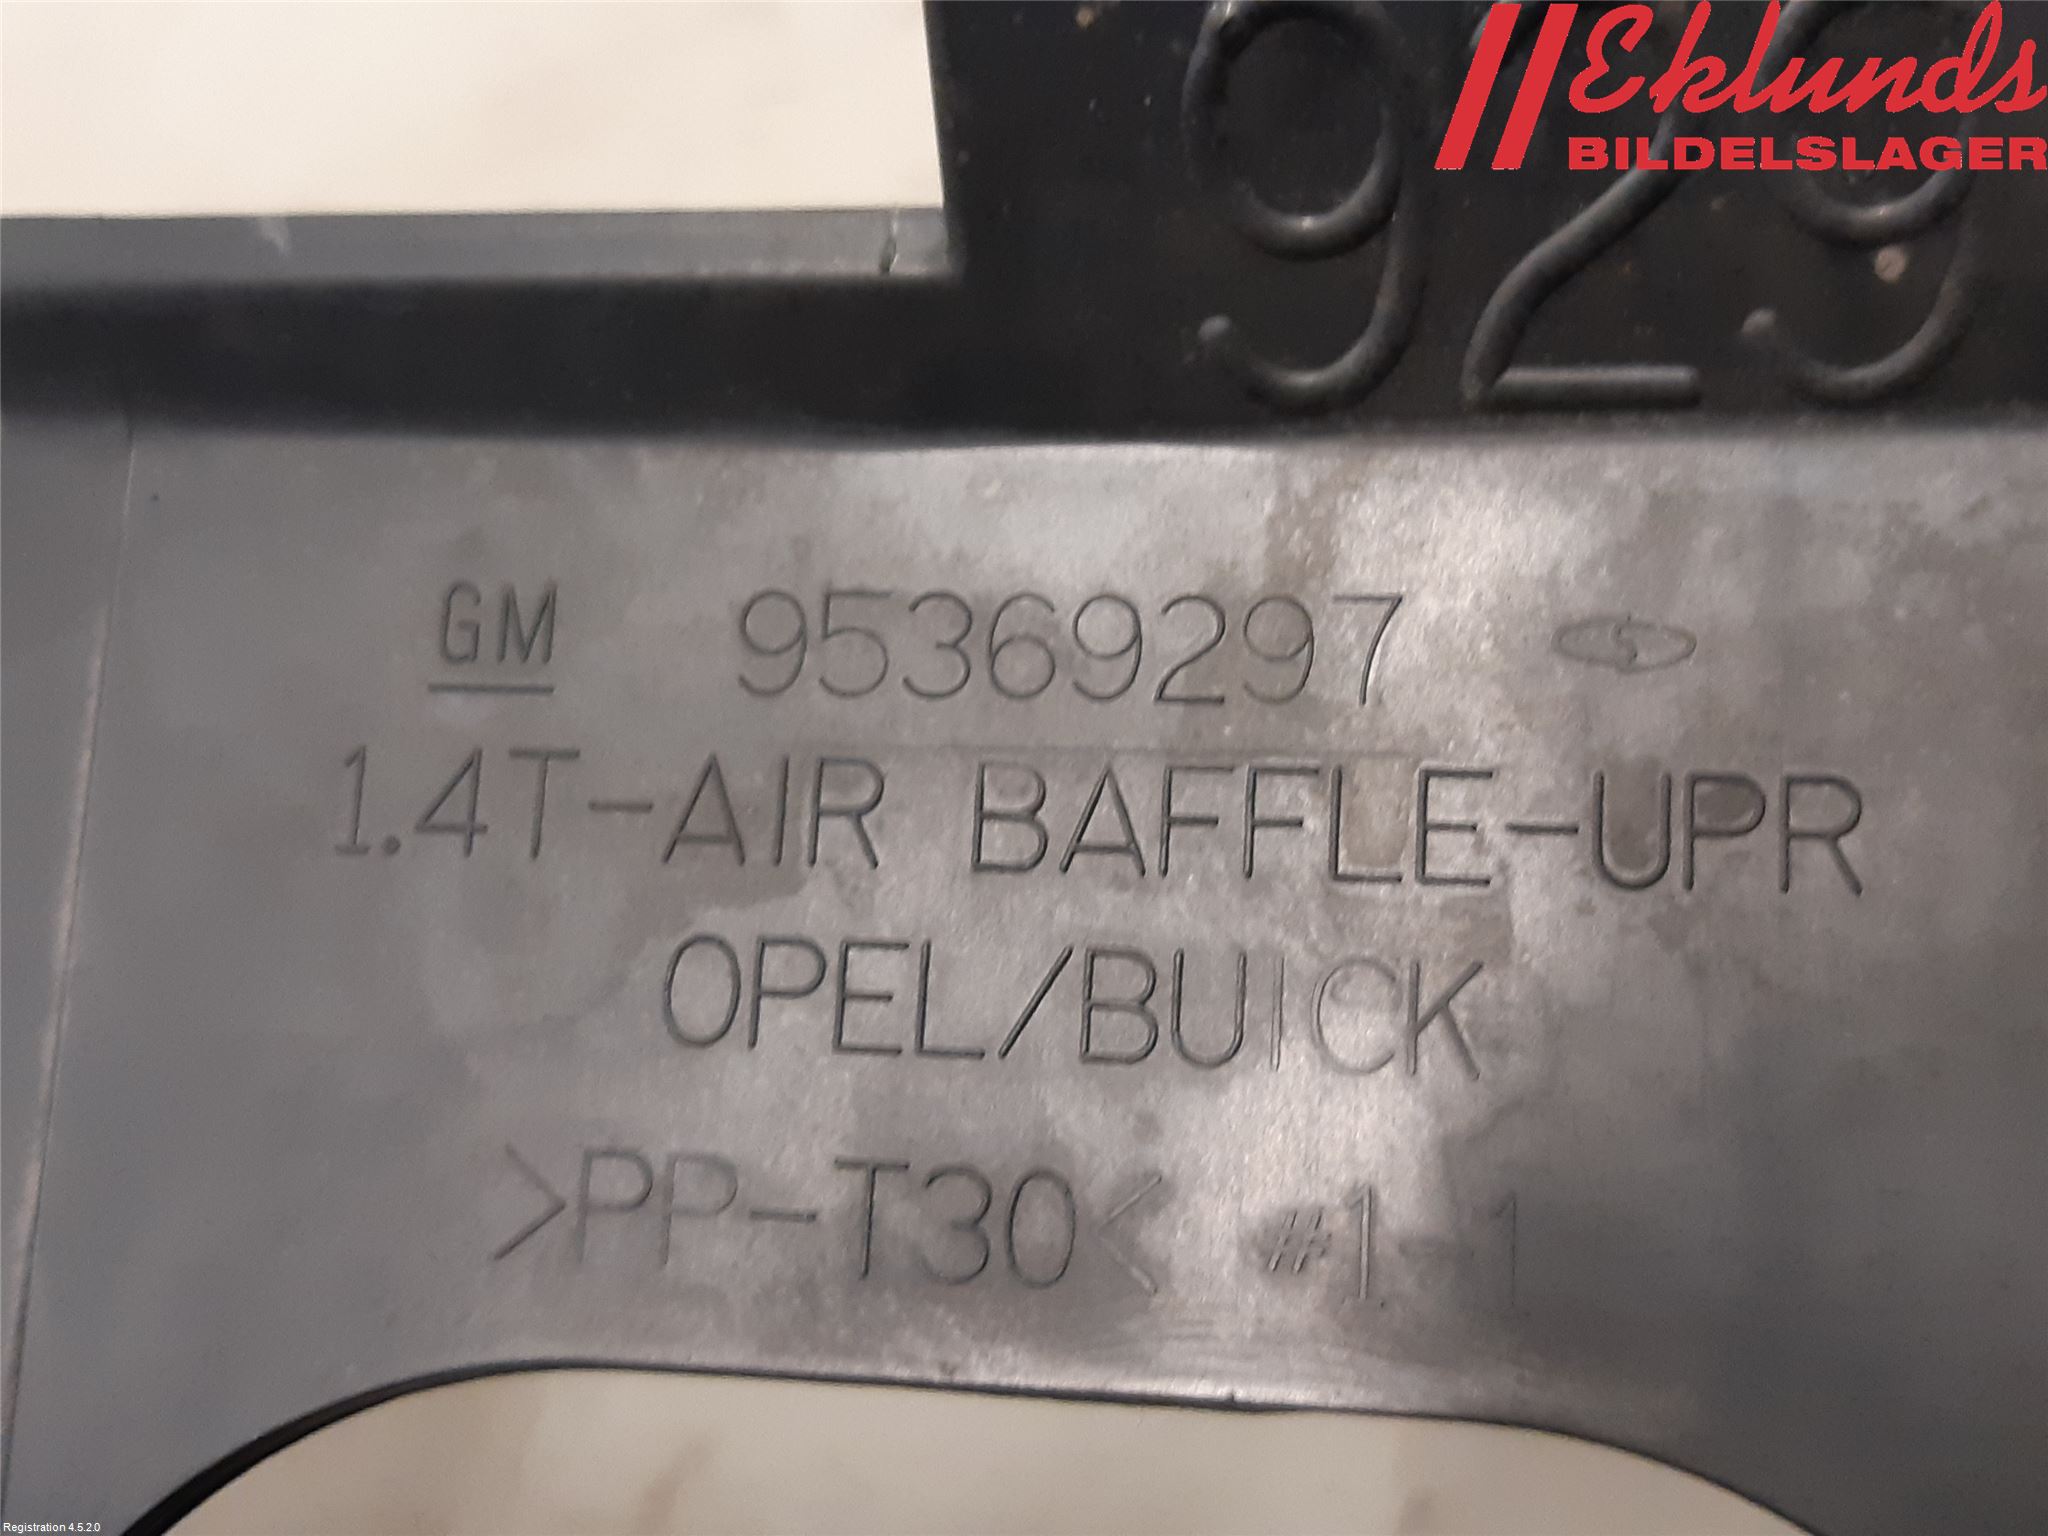 Eklunds
BILDELSLAGER
929
GM 95369297 S
1.4T-AIR BAFFLE-UPR
OPEL/BUICK
>PP-T30< #1-1
Registration 4.5.2.0